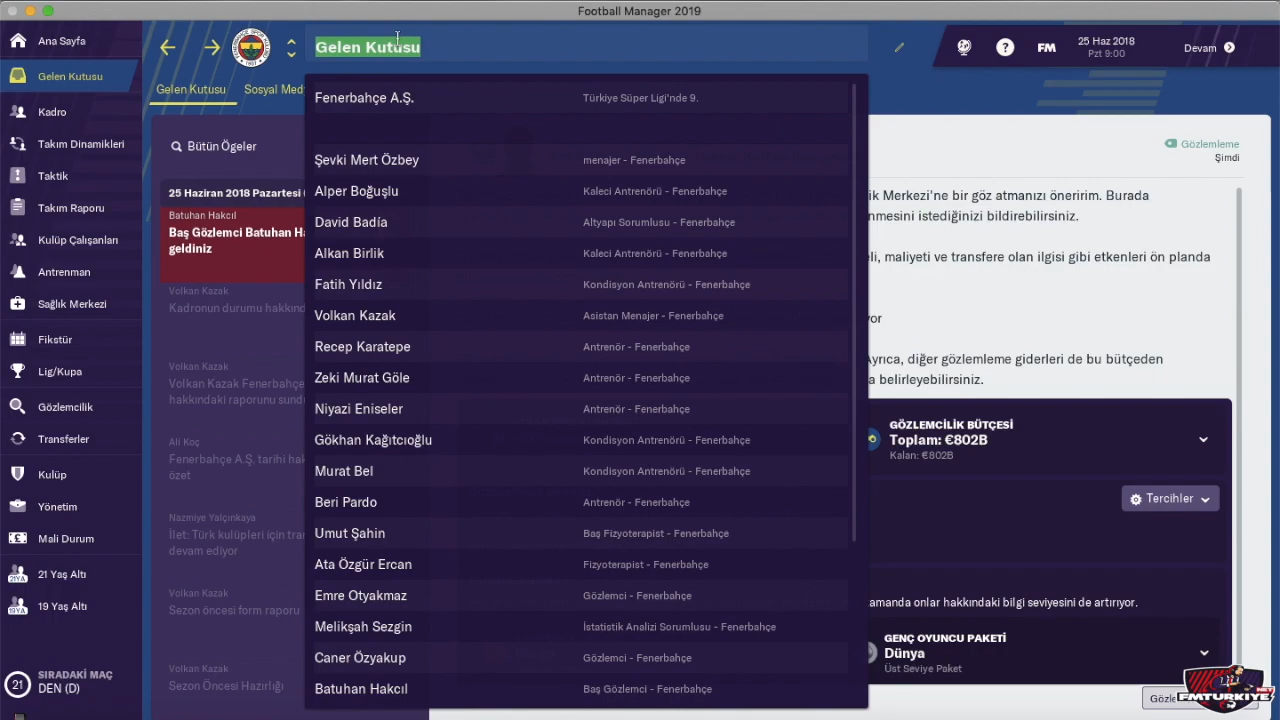 Football Manager 2019
Ana Sayfa
Gelen Kutusu
Kadro
Takım Dinamikleri
Taktik
Takım Raporu
Kulüp Çalışanları
Antrenman
Sağlık Merkezi
Fikstür
Lig/Kupa
Gözlemcilik
Transferler
Kulüp
Yönetim
Mali Durum
21YA 21 Yaş Altı
19YA 19 Yaş Altı
21 SIRADAKİ MAÇ
DEN (D)
Gelen Kutusu
FM
25 Haz 2018
Pzt 9:00
Devam
Gelen Kutusu Sosyal Med
Bütün Ögeler
25 Haziran 2018 Pazartesi
Batuhan Hakcıl
Baş Gözlemci Batuhan Ha
geldiniz
Volkan Kazak
Kadronun durumu hakkınd
Volkan Kazak
Volkan Kazak Fenerbahçe
hakkındaki raporunu sund
Ali Koç
Fenerbahçe A.Ş. tarihi hak
özet
Nazmiye Yalçınkaya
İlet: Türk kulüpleri için tran
devam ediyor
Volkan Kazak
Sezon öncesi form raporu
Volkan Kazak
Sezon Öncesi Hazırlığı
Fenerbahçe A.Ş. Türkiye Süper Ligi'nde 9.
Şevki Mert Özbey menajer - Fenerbahçe
Alper Boğuşlu Kaleci Antrenörü - Fenerbahçe
David Badía Altyapı Sorumlusu - Fenerbahçe
Alkan Birlik Kaleci Antrenörü - Fenerbahçe
Fatih Yıldız Kondisyon Antrenörü - Fenerbahçe
Volkan Kazak Asistan Menajer - Fenerbahçe
Recep Karatepe Antrenör - Fenerbahçe
Zeki Murat Göle Antrenör - Fenerbahçe
Niyazi Eniseler Antrenör - Fenerbahçe
Gökhan Kağıtcıoğlu Kondisyon Antrenörü - Fenerbahçe
Murat Bel Kondisyon Antrenörü - Fenerbahçe
Beri Pardo Antrenör - Fenerbahçe
Umut Şahin Baş Fizyoterapist - Fenerbahçe
Ata Özgür Ercan Fizyoterapist - Fenerbahçe
Emre Otyakmaz Gözlemci - Fenerbahçe
Melikşah Sezgin İstatistik Analizi Sorumlusu - Fenerbahçe
Caner Özyakup Gözlemci - Fenerbahçe
Batuhan Hakcıl Baş Gözlemci - Fenerbahçe
Gözlemleme
Şimdi
ik Merkezi'ne bir göz atmanızı öneririm. Burada
nmesini istediğinizi bildirebilirsiniz.
eli, maliyeti ve transfere olan ilgisi gibi etkenleri ön planda
yor
Ayrıca, diğer gözlemleme giderleri de bu bütçeden
a belirleyebilirsiniz.
GÖZLEMCİLİK BÜTÇESİ
Toplam: €802B
Kalan: €802B
Tercihler
zamanda onlar hakkındaki bilgi seviyesini de artırıyor.
GENÇ OYUNCU PAKETİ
Dünya
Üst Seviye Paket
Gözle
FMTURKIYE.NET